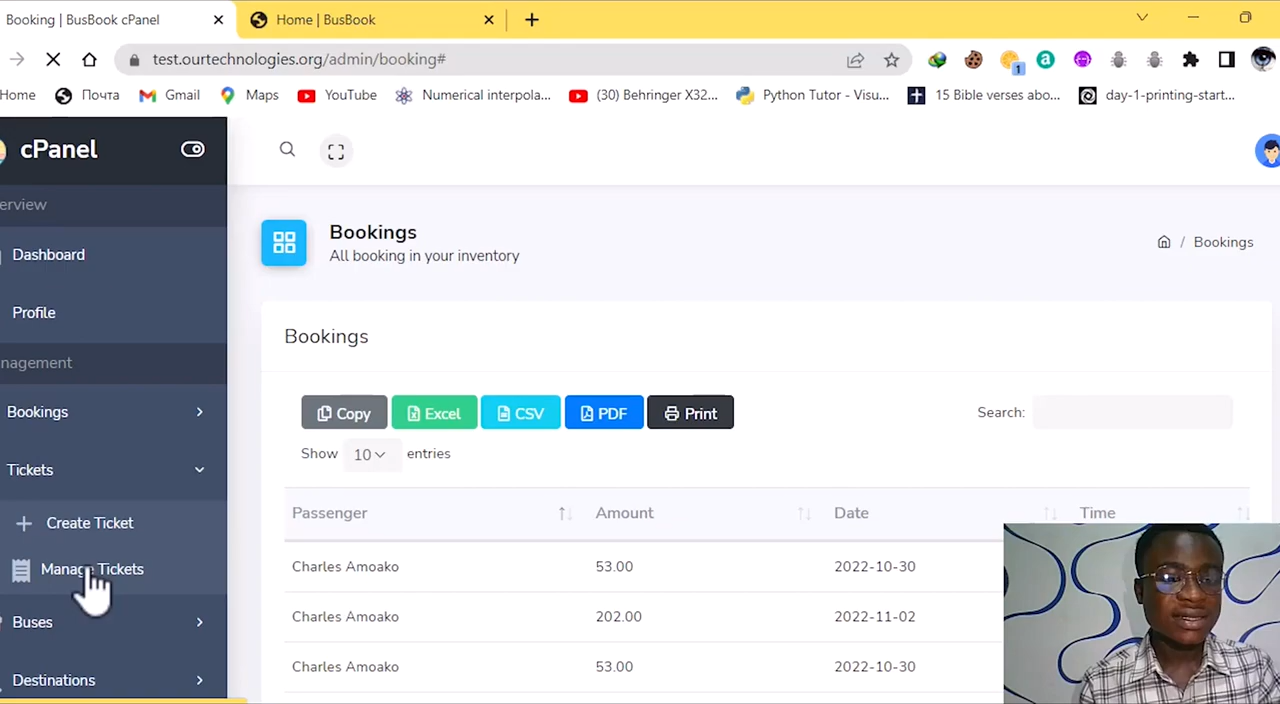 Booking | BusBook cPanel
Home | BusBook
test.ourtechnologies.org/admin/booking#
1
Home
Почта
Gmail
Maps
YouTube
Numerical interpola...
(30) Behringer X32...
Python Tutor - Visu...
15 Bible verses abo...
day-1-printing-start...
cPanel
erview
Dashboard
Profile
nagement
Bookings
Tickets
Create Ticket
Manage Tickets
Buses
Destinations
Bookings
All booking in your inventory
/ Bookings
Bookings
Copy
Excel
CSV
PDF
Print
Search:
Show 10 entries
Passenger Amount Date Time
Charles Amoako 53.00 2022-10-30
Charles Amoako 202.00 2022-11-02
Charles Amoako 53.00 2022-10-30